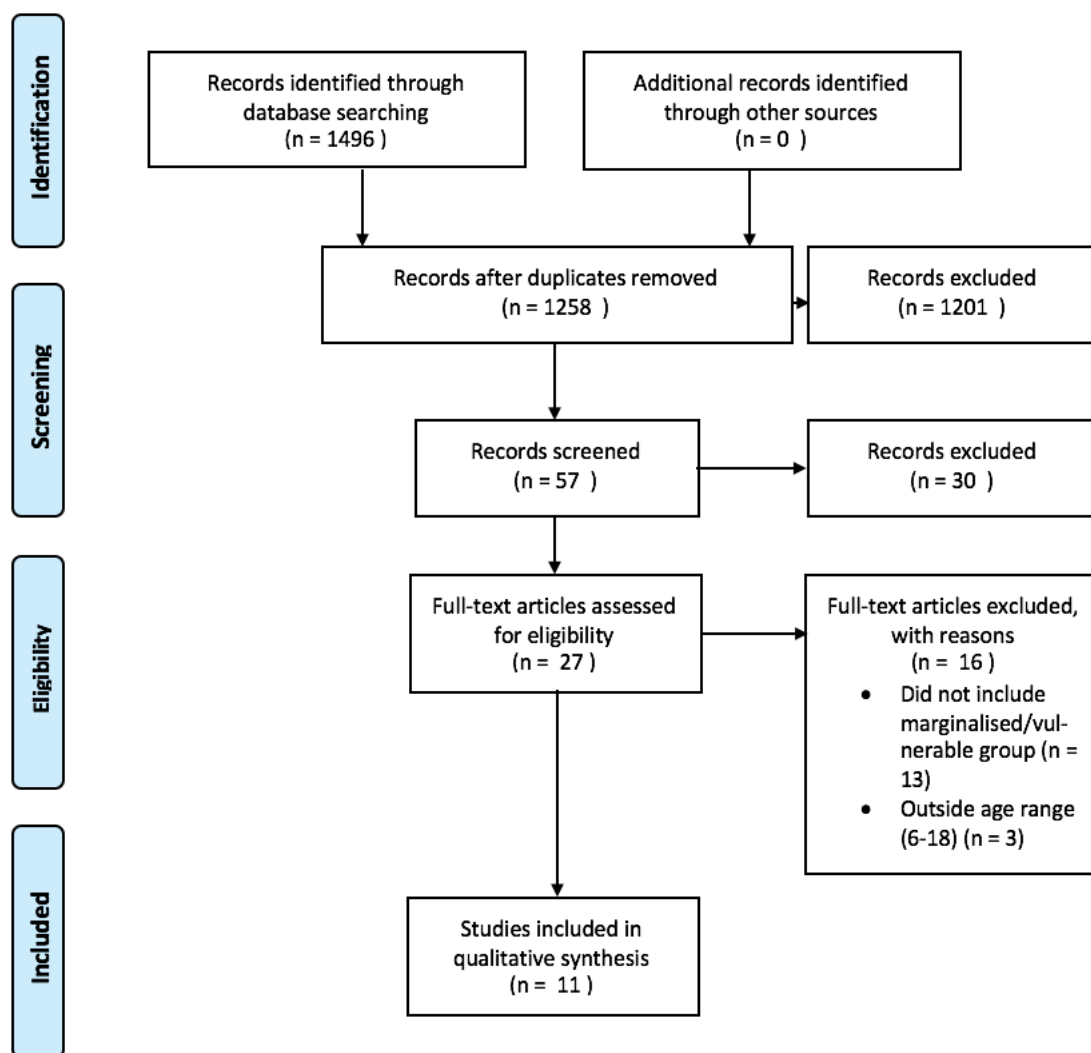 Identification
Records identified through
database searching
(n = 1496 )
Additional records identified
through other sources
(n = 0 )
Screening
Records after duplicates removed
(n = 1258 )
Records excluded
(n = 1201 )
Records screened
(n = 57 )
Records excluded
(n = 30 )
Eligibility
Full-text articles assessed
for eligibility
(n = 27 )
Full-text articles excluded,
with reasons
(n = 16 )
• Did not include
marginalised/vul-
nerable group (n =
13)
• Outside age range
(6-18) (n = 3)
Included
Studies included in
qualitative synthesis
(n = 11 )